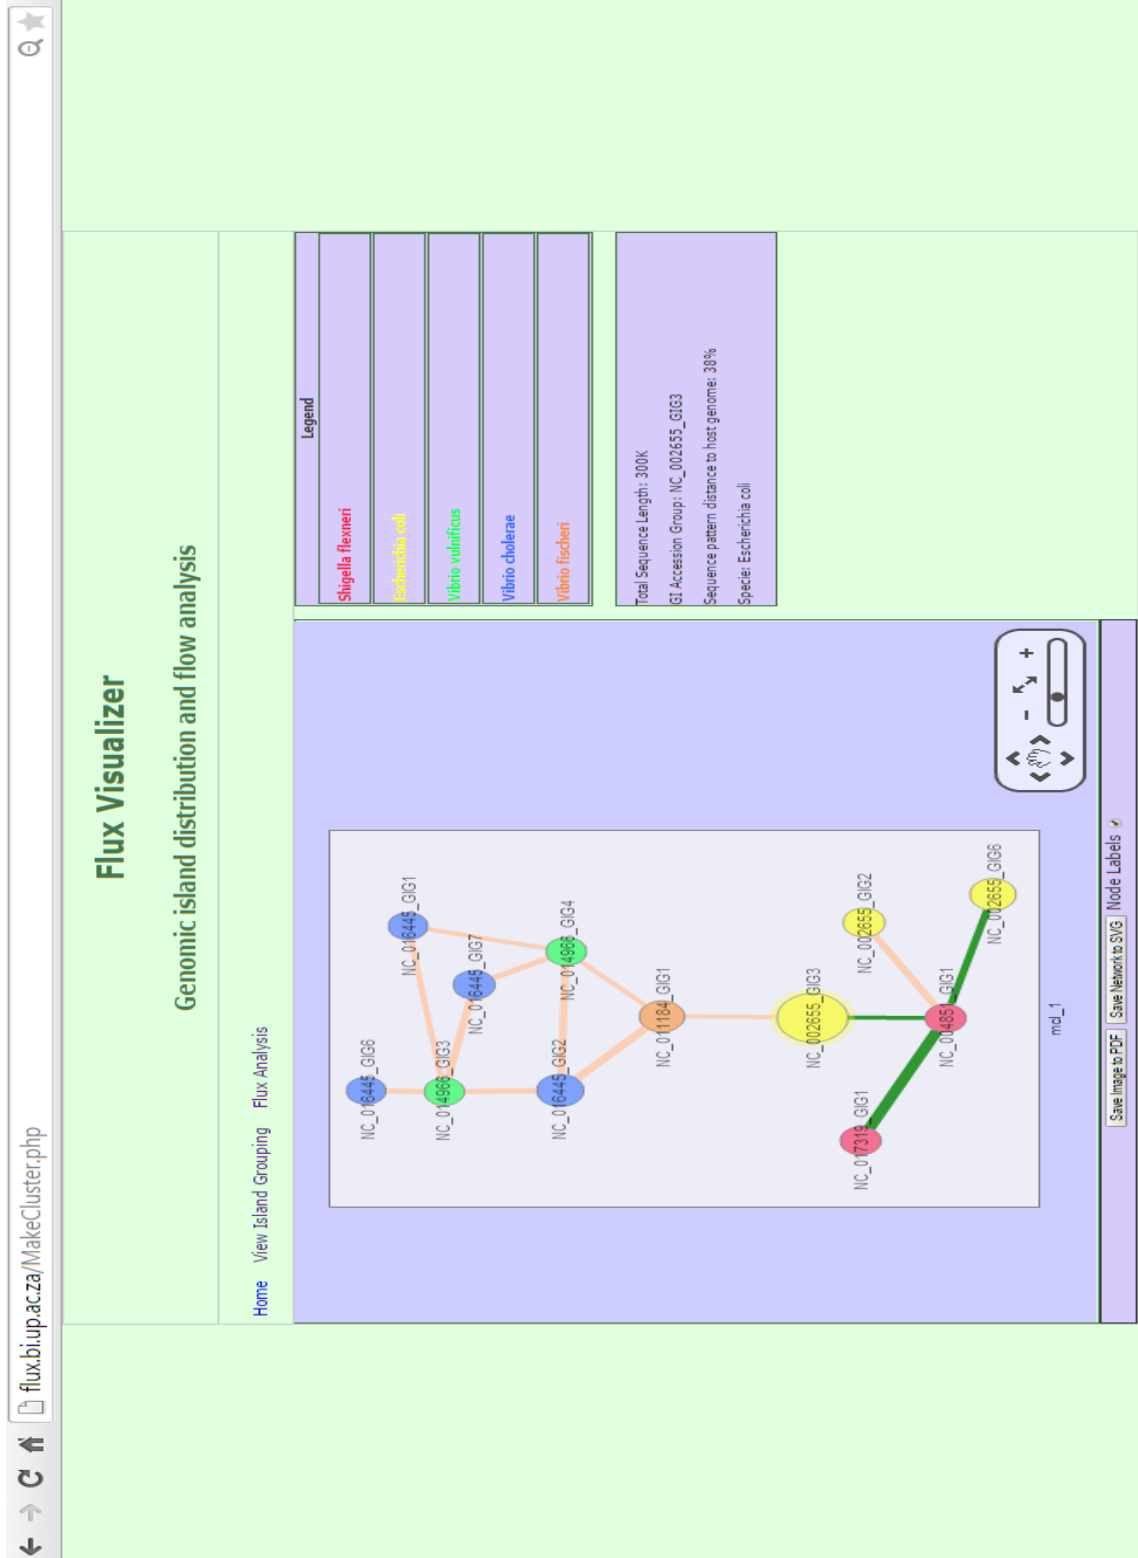 flux.bi.up.ac.za/MakeCluster.php
Flux Visualizer
Genomic island distribution and flow analysis
Home View Island Grouping Flux Analysis
NC_016445_GIG6
NC_016445_GIG1
NC_014966_GIG3
NC_016445_GIG7
NC_016445_GIG2
NC_014966_GIG4
NC_011184_GIG1
NC_002655_GIG3
NC_017319_GIG1
NC_002655_GIG2
NC_004851_GIG1
NC_002655_GIG6
mcl_1
Save Image to PDF Save Network to SVG Node Labels
Legend
Shigella flexneri
Escherichia coli
Vibrio vulnificus
Vibrio cholerae
Vibrio fischeri
Total Sequence Length: 300K
GI Accession Group: NC_002655_GIG3
Sequence pattern distance to host genome: 38%
Specie: Escherichia coli